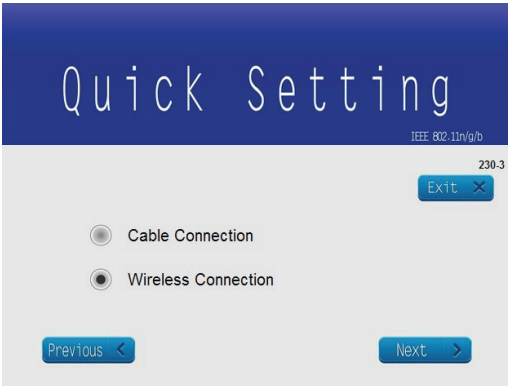 Quick Setting
IEEE 802.11n/g/b
230-3
Exit
Cable Connection
Wireless Connection
Previous <
Next >